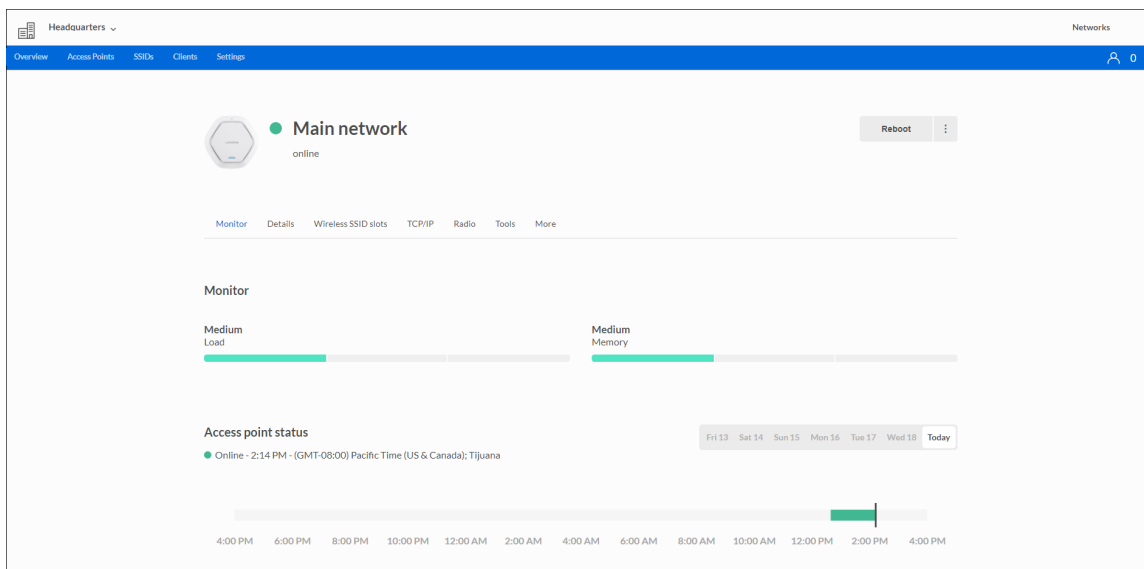 Headquarters
Networks
Overview Access Points SSIDs Clients Settings
0
Main network
online
Reboot
Monitor Details Wireless SSID slots TCP/IP Radio Tools More
Monitor
Medium
Load
Medium
Memory
Access point status
Fri 13 Sat 14 Sun 15 Mon 16 Tue 17 Wed 18 Today
Online - 2:14 PM - (GMT-08:00) Pacific Time (US & Canada); Tijuana
4:00 PM 6:00 PM 8:00 PM 10:00 PM 12:00 AM 2:00 AM 4:00 AM 6:00 AM 8:00 AM 10:00 AM 12:00 PM 2:00 PM 4:00 PM